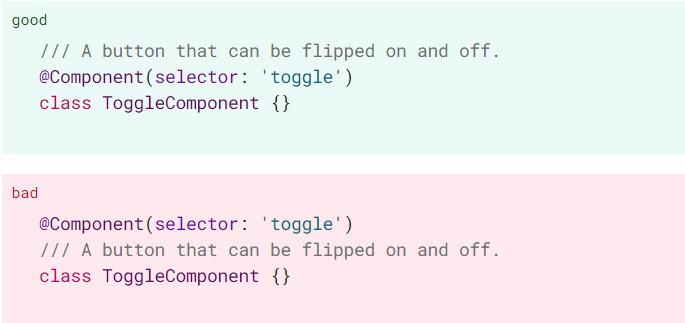 good
/// A button that can be flipped on and off.
@Component(selector: 'toggle')
class ToggleComponent {}
bad
@Component(selector: 'toggle')
/// A button that can be flipped on and off.
class ToggleComponent {}